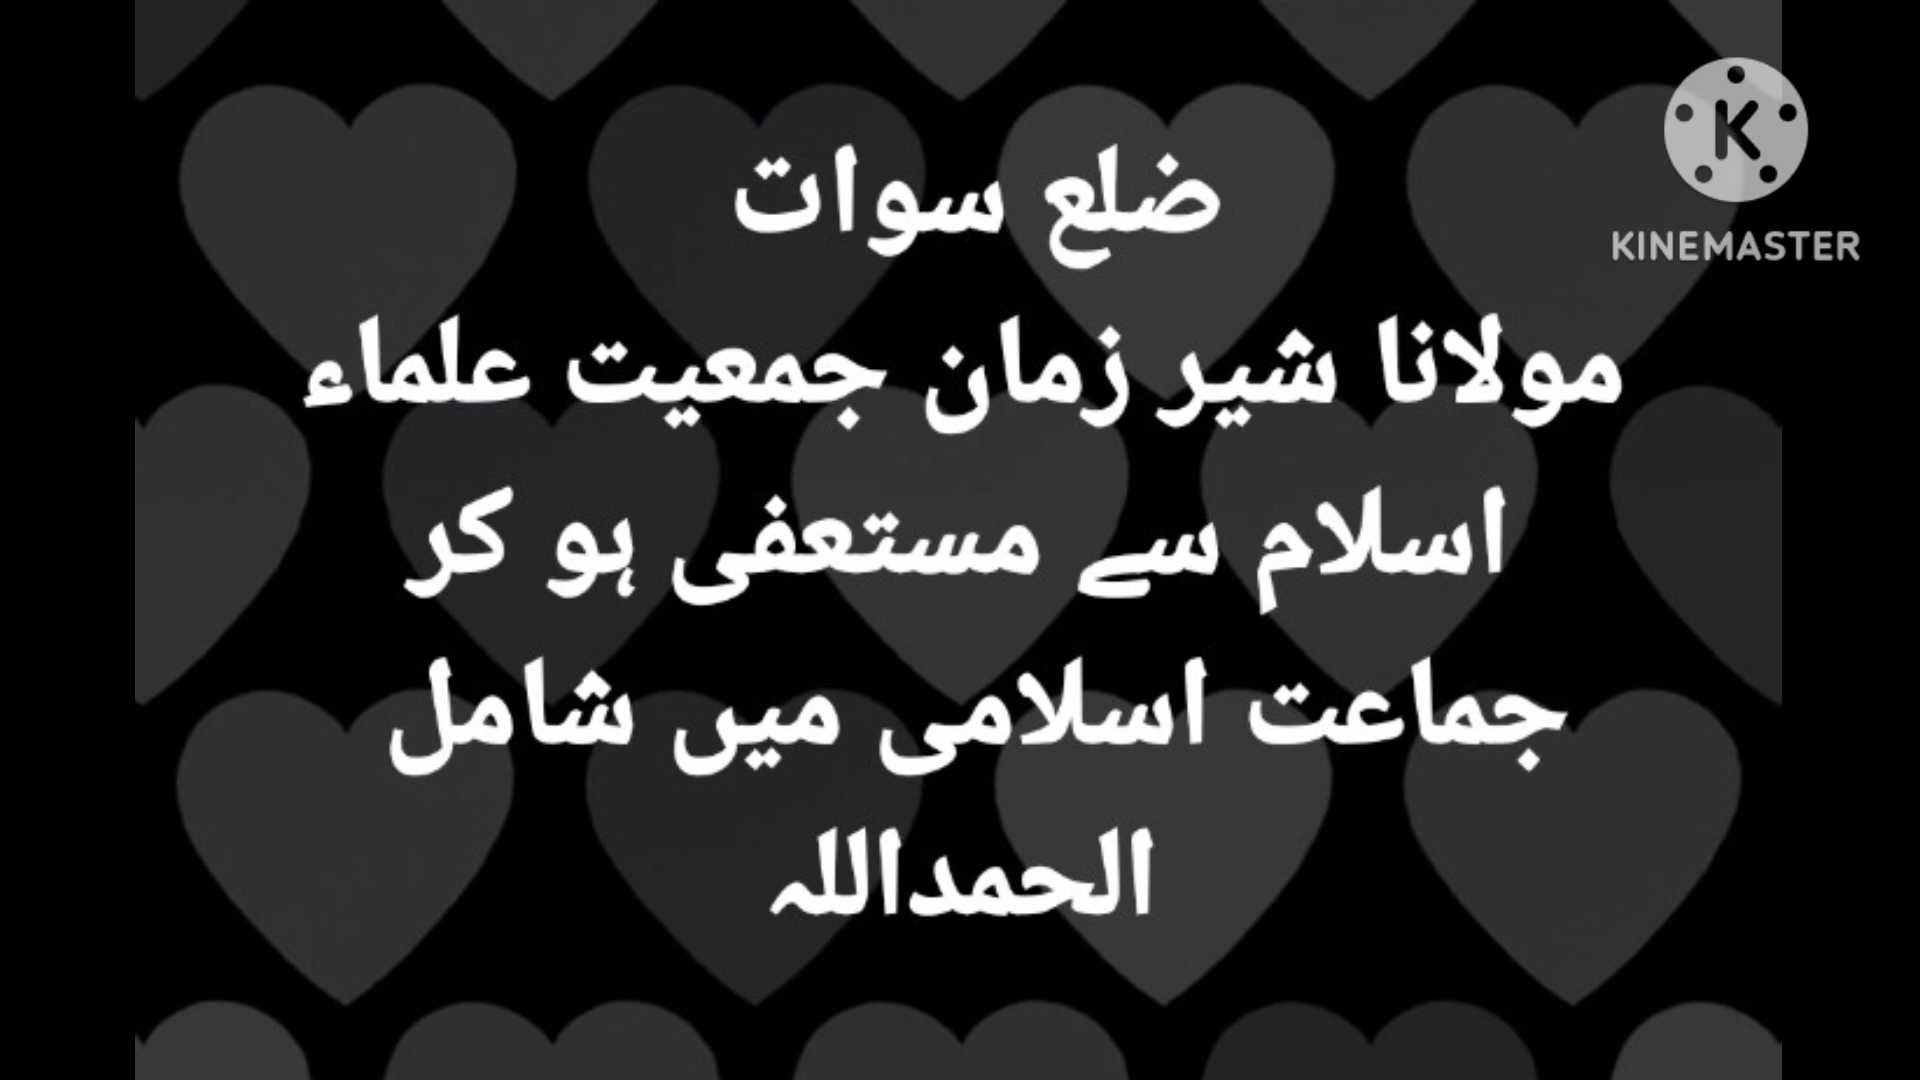 ضلع سوات
مولانا شیر زمان جمعیت علماء
اسلام سے مستعفی ہو کر
جماعت اسلامی میں شامل
الحمداللہ
KINEMASTER